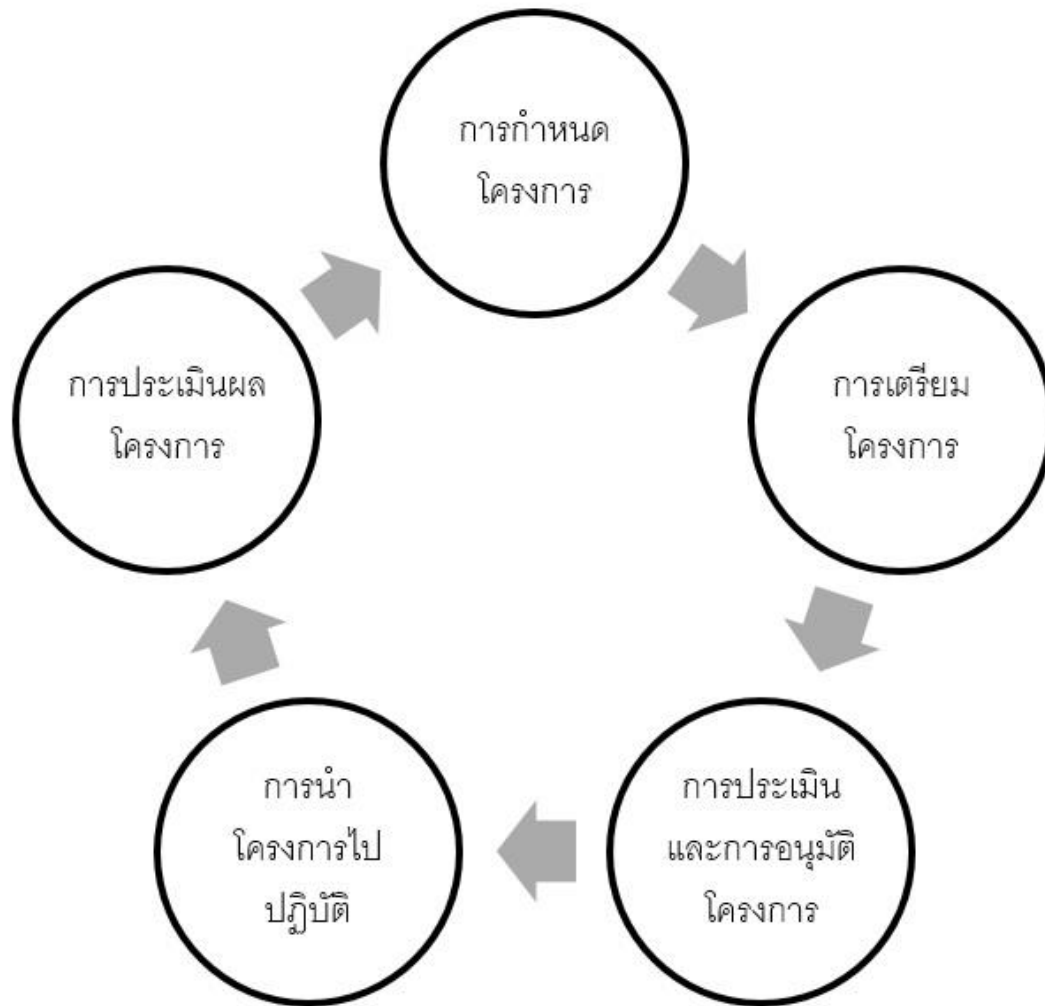 การกำหนด
โครงการ
การเตรียม
โครงการ
การประเมิน
และการอนุมัติ
โครงการ
การนำ
โครงการไป
ปฏิบัติ
การประเมินผล
โครงการ